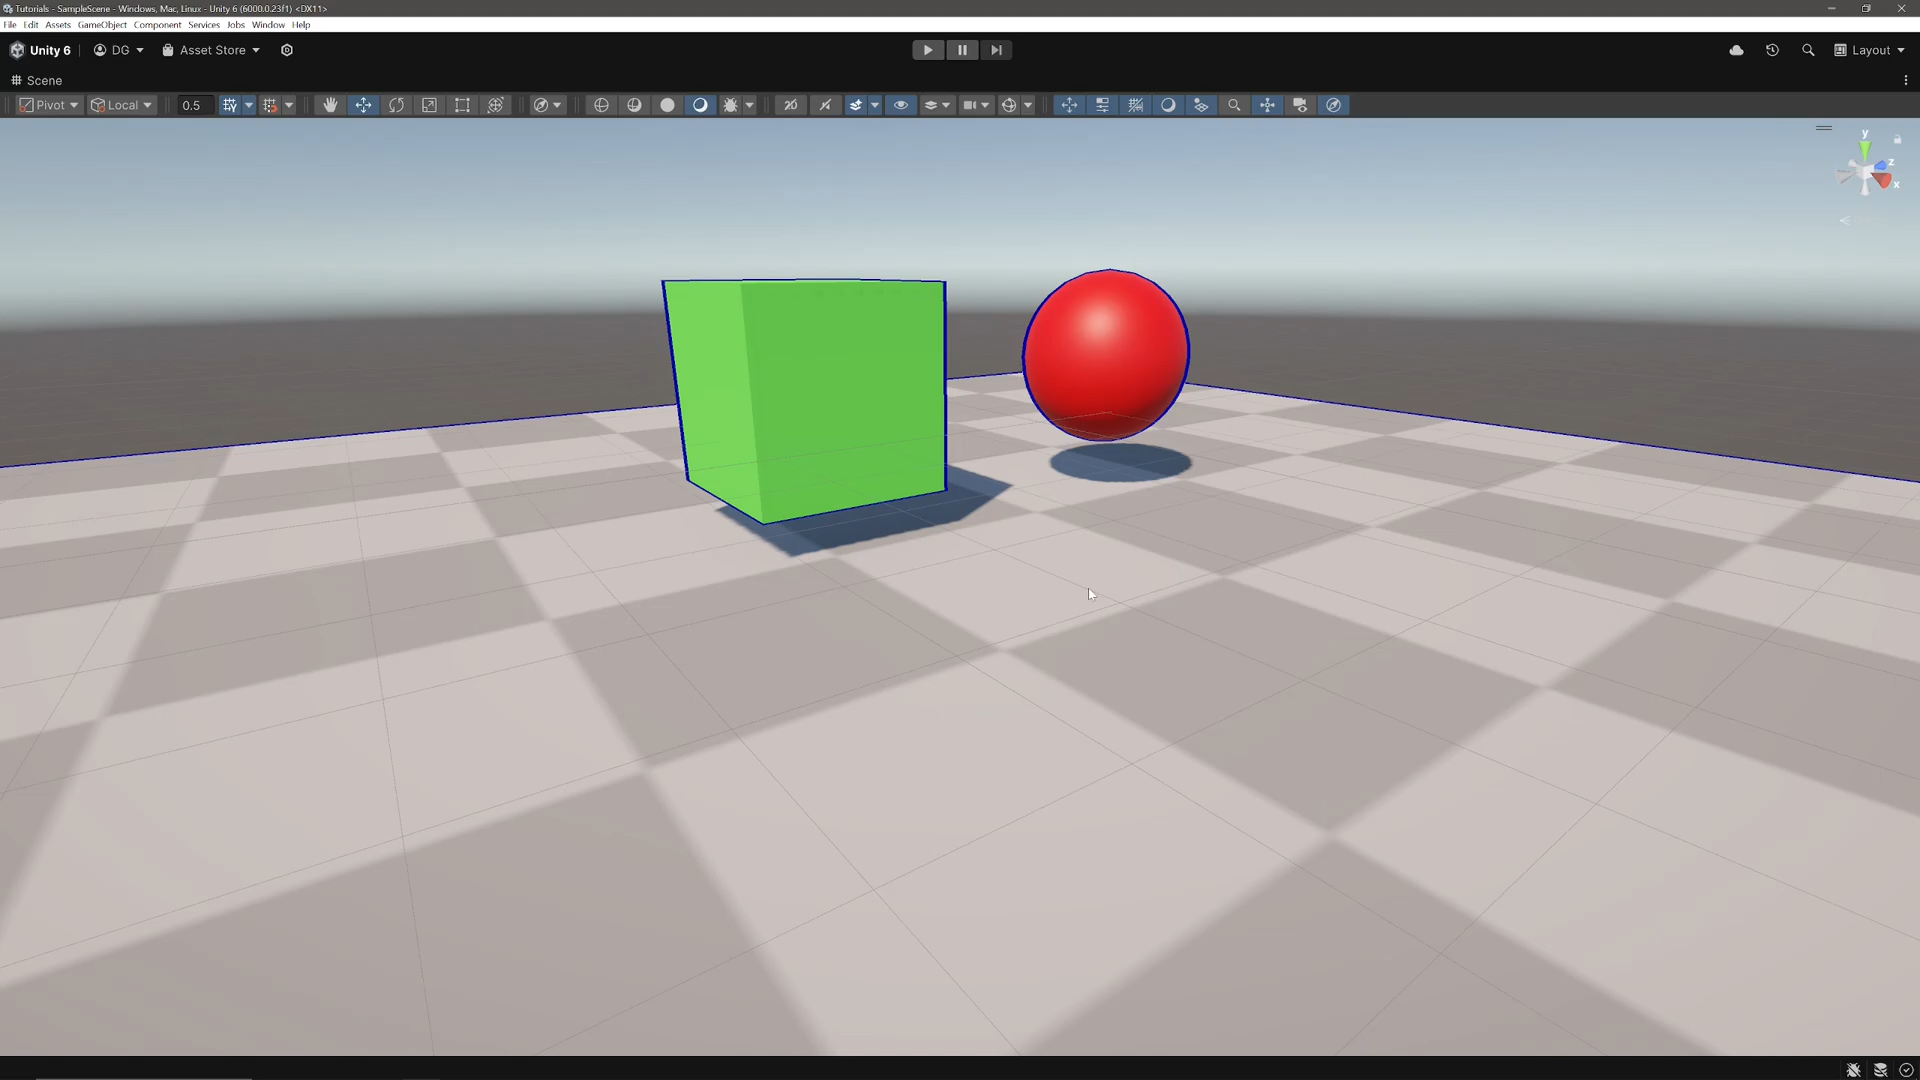 Tutorials - SampleScene - Windows, Mac, Linux - Unity 6 (6000.0.23f1) <DX11>
File Edit Assets GameObject Component Services Jobs Window Help
Unity 6 DG Asset Store Layout
Scene
Pivot Local 0.5 2D
y
z
x